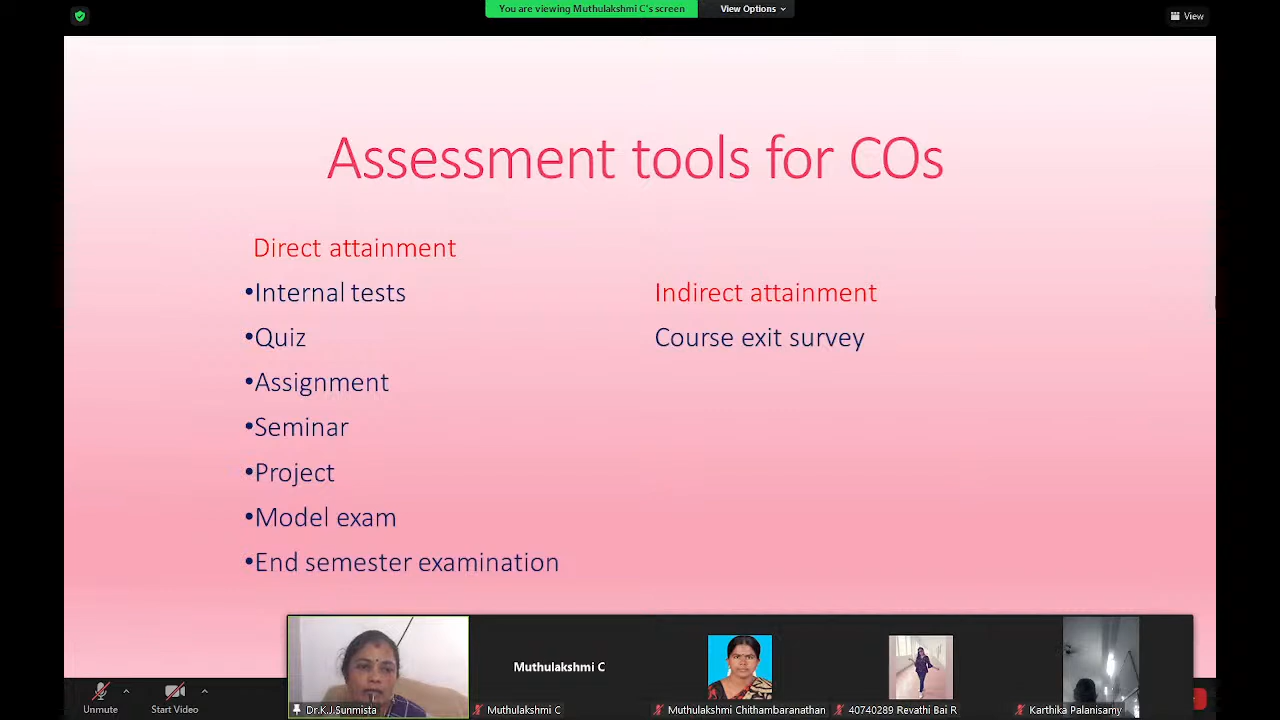 You are viewing Muthulakshmi C's screen
View Options
View
Assessment tools for COs
Direct attainment
•Internal tests
•Quiz
•Assignment
•Seminar
•Project
•Model exam
•End semester examination
Indirect attainment
Course exit survey
Unmute
Start Video
Dr.K.J.Sunmista
Muthulakshmi C
Muthulakshmi C
Muthulakshmi Chithambaranathan
40740289 Revathi Bai R
Karthika Palanisamy